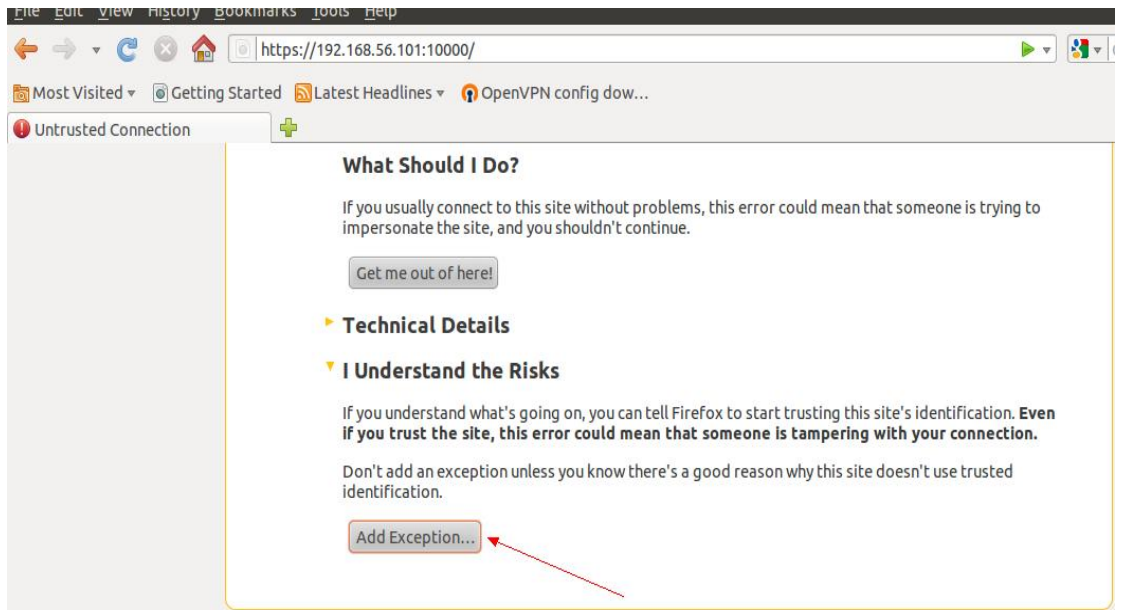 File Edit View History Bookmarks Tools Help
https://192.168.56.101:10000/
Most Visited Getting Started Latest Headlines OpenVPN config dow...
Untrusted Connection
What Should I Do?
If you usually connect to this site without problems, this error could mean that someone is trying to
impersonate the site, and you shouldn't continue.
Get me out of here!
Technical Details
I Understand the Risks
If you understand what's going on, you can tell Firefox to start trusting this site's identification. Even
if you trust the site, this error could mean that someone is tampering with your connection.
Don't add an exception unless you know there's a good reason why this site doesn't use trusted
identification.
Add Exception...